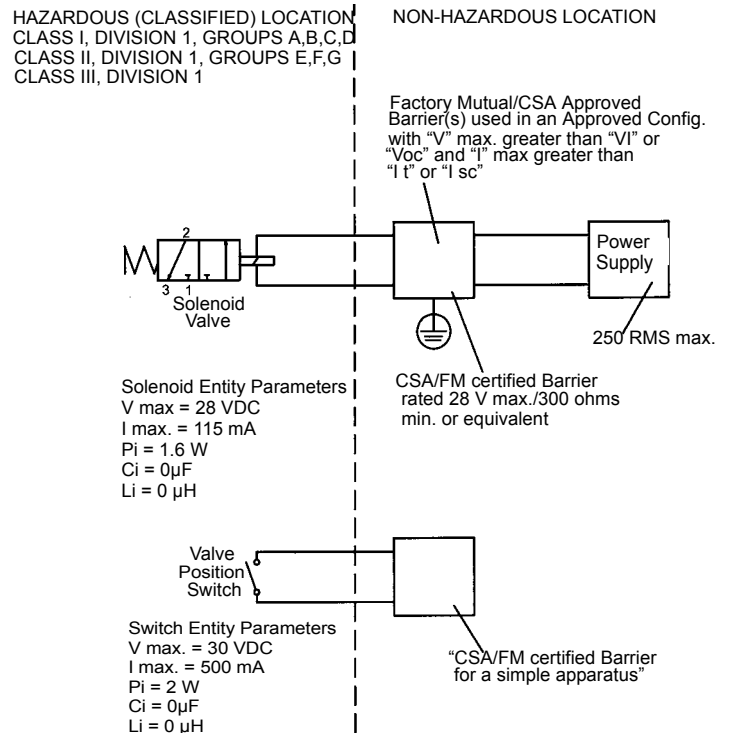 HAZARDOUS (CLASSIFIED) LOCATION
CLASS I, DIVISION 1, GROUPS A,B,C,D
CLASS II, DIVISION 1, GROUPS E,F,G
CLASS III, DIVISION 1
NON-HAZARDOUS LOCATION
Factory Mutual/CSA Approved
Barrier(s) used in an Approved Config.
with “V” max. greater than “VI” or
“Voc” and “I” max greater than
“I t” or “I sc”
2
3 1
Solenoid
Valve
Power
Supply
250 RMS max.
Solenoid Entity Parameters
V max = 28 VDC
I max. = 115 mA
Pi = 1.6 W
Ci = 0µF
Li = 0 µH
CSA/FM certified Barrier
rated 28 V max./300 ohms
min. or equivalent
Valve
Position
Switch
Switch Entity Parameters
V max. = 30 VDC
I max. = 500 mA
Pi = 2 W
Ci = 0µF
Li = 0 µH
“CSA/FM certified Barrier
for a simple apparatus”